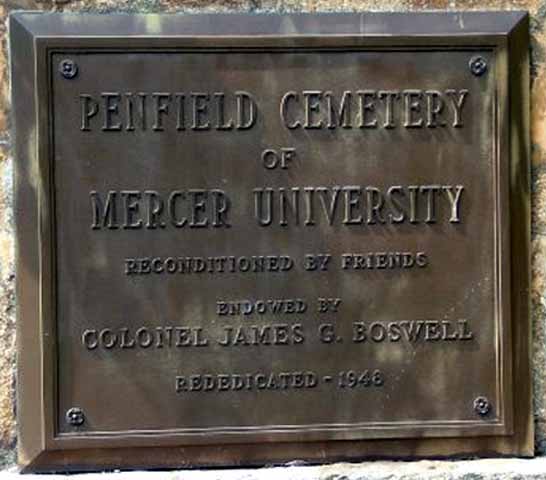 PENFIELD CEMETERY
OF
MERCER UNIVERSITY
RECONDITIONED BY FRIENDS
ENDOWED BY
COLONEL JAMES G. BOSWELL
REDEDICATED - 1948